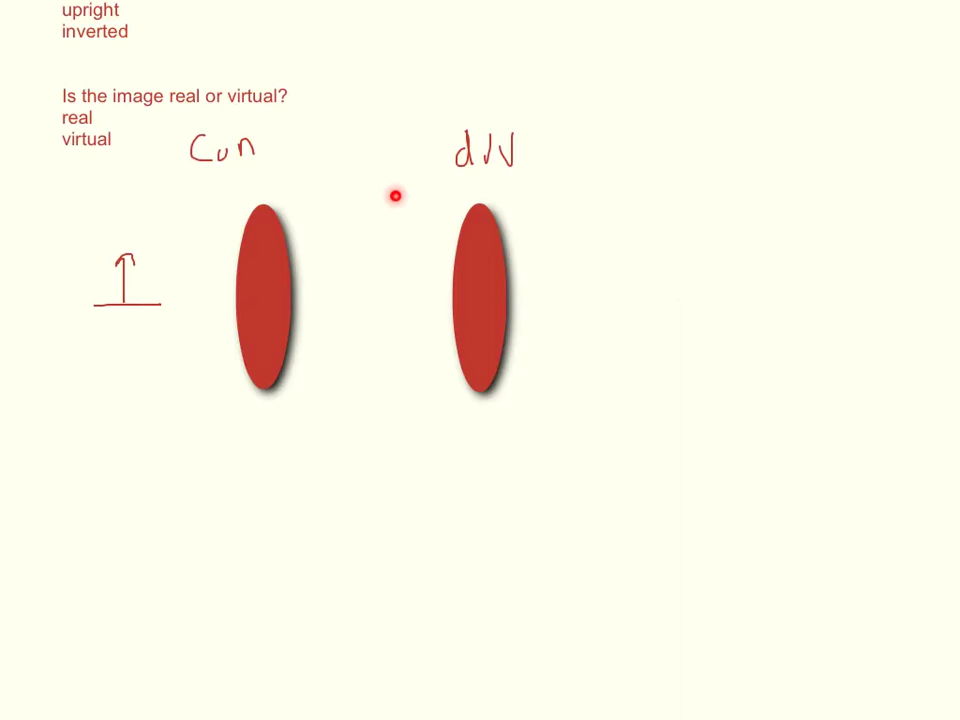 upright
inverted
Is the image real or virtual?
real
virtual
Con
div